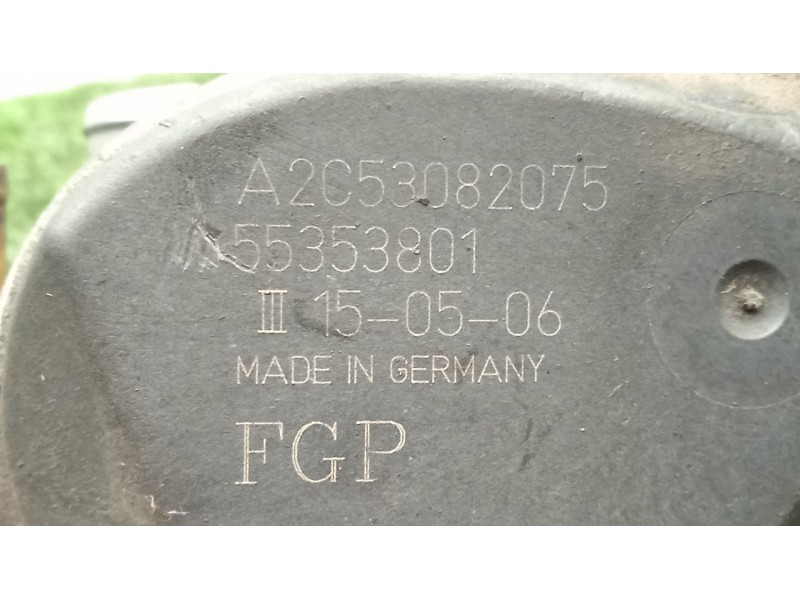 A2C53082075
55353801
III 15-05-06
MADE IN GERMANY
FGP